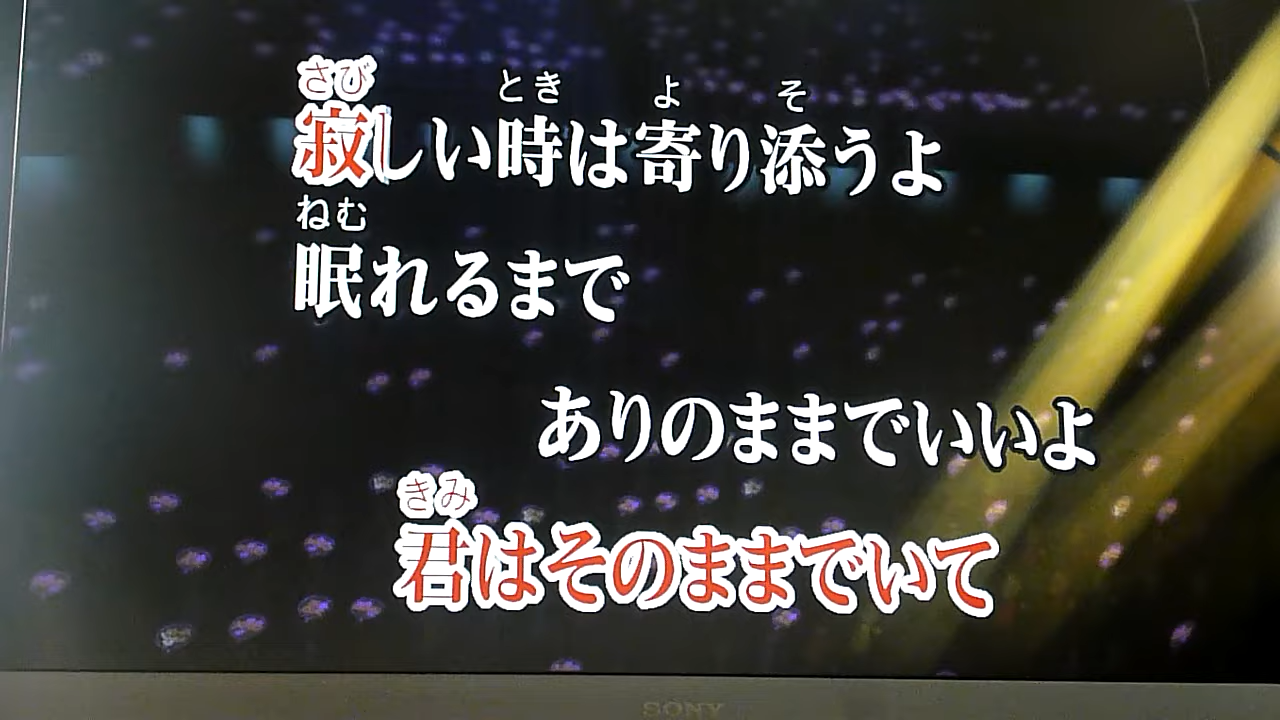 さび とき よ そ
寂しい時は寄り添うよ
ねむ
眠れるまで
ありのままでいいよ
きみ
君はそのままでいて
SONY